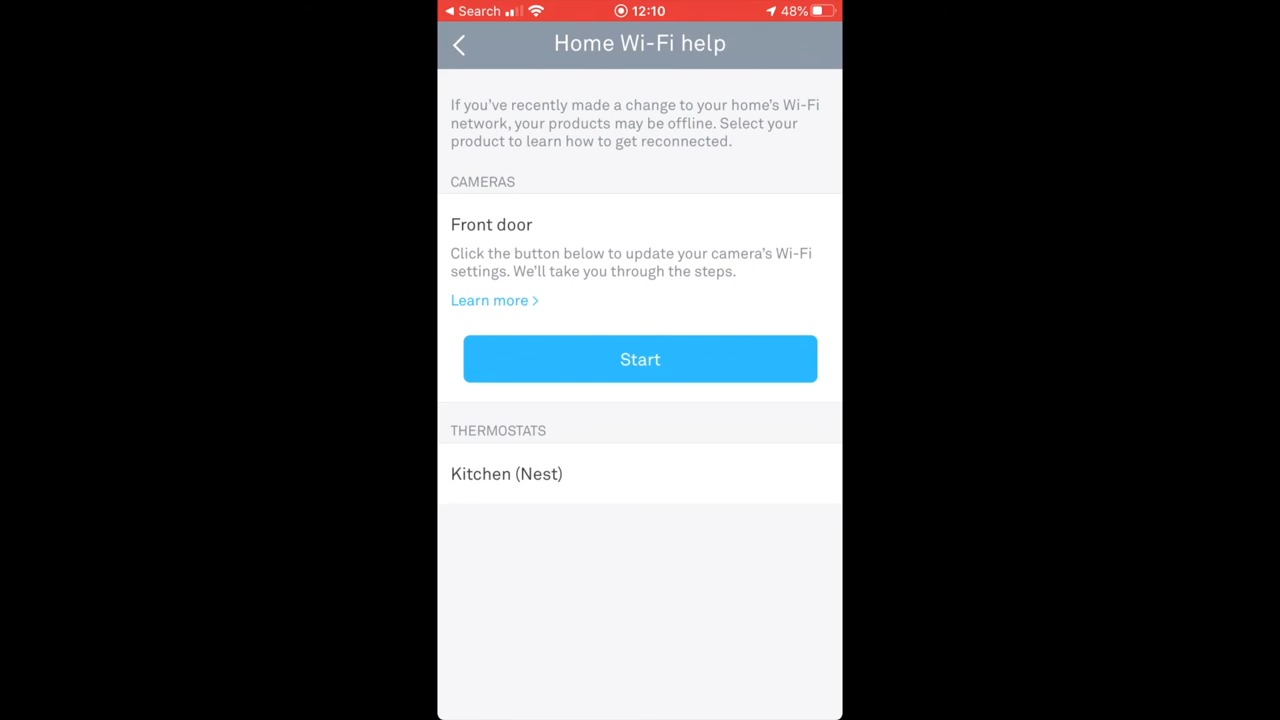 Search 12:10 48%
Home Wi-Fi help
If you've recently made a change to your home's Wi-Fi
network, your products may be offline. Select your
product to learn how to get reconnected.
CAMERAS
Front door
Click the button below to update your camera's Wi-Fi
settings. We'll take you through the steps.
Learn more >
Start
THERMOSTATS
Kitchen (Nest)